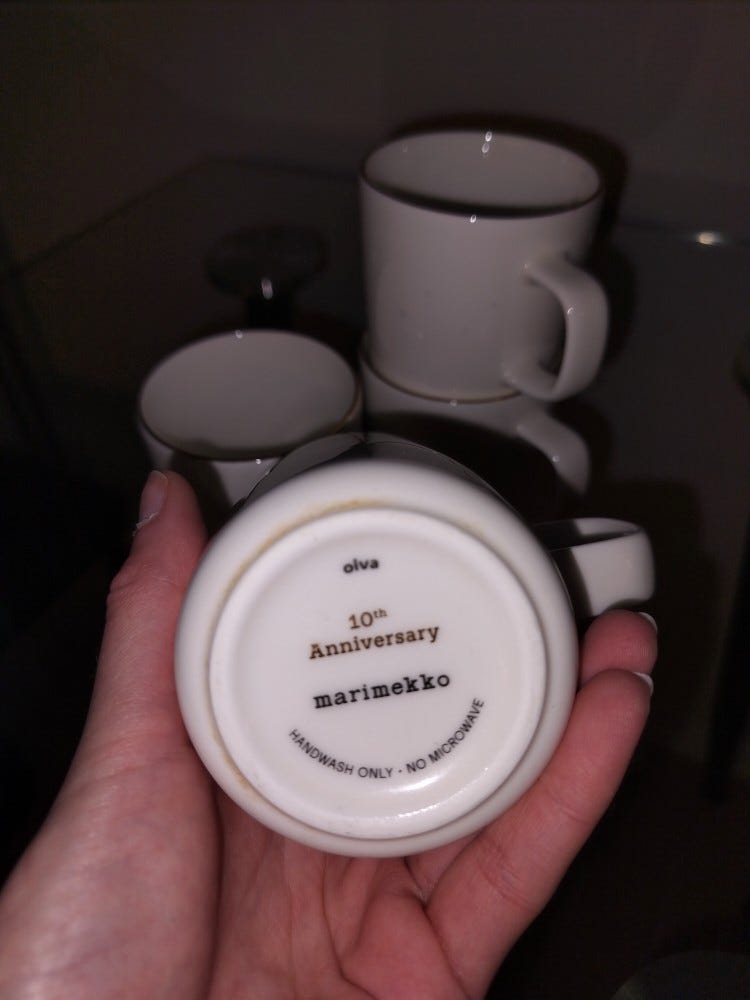 oiva
10th
Anniversary
marimekko
HANDWASH ONLY - NO MICROWAVE